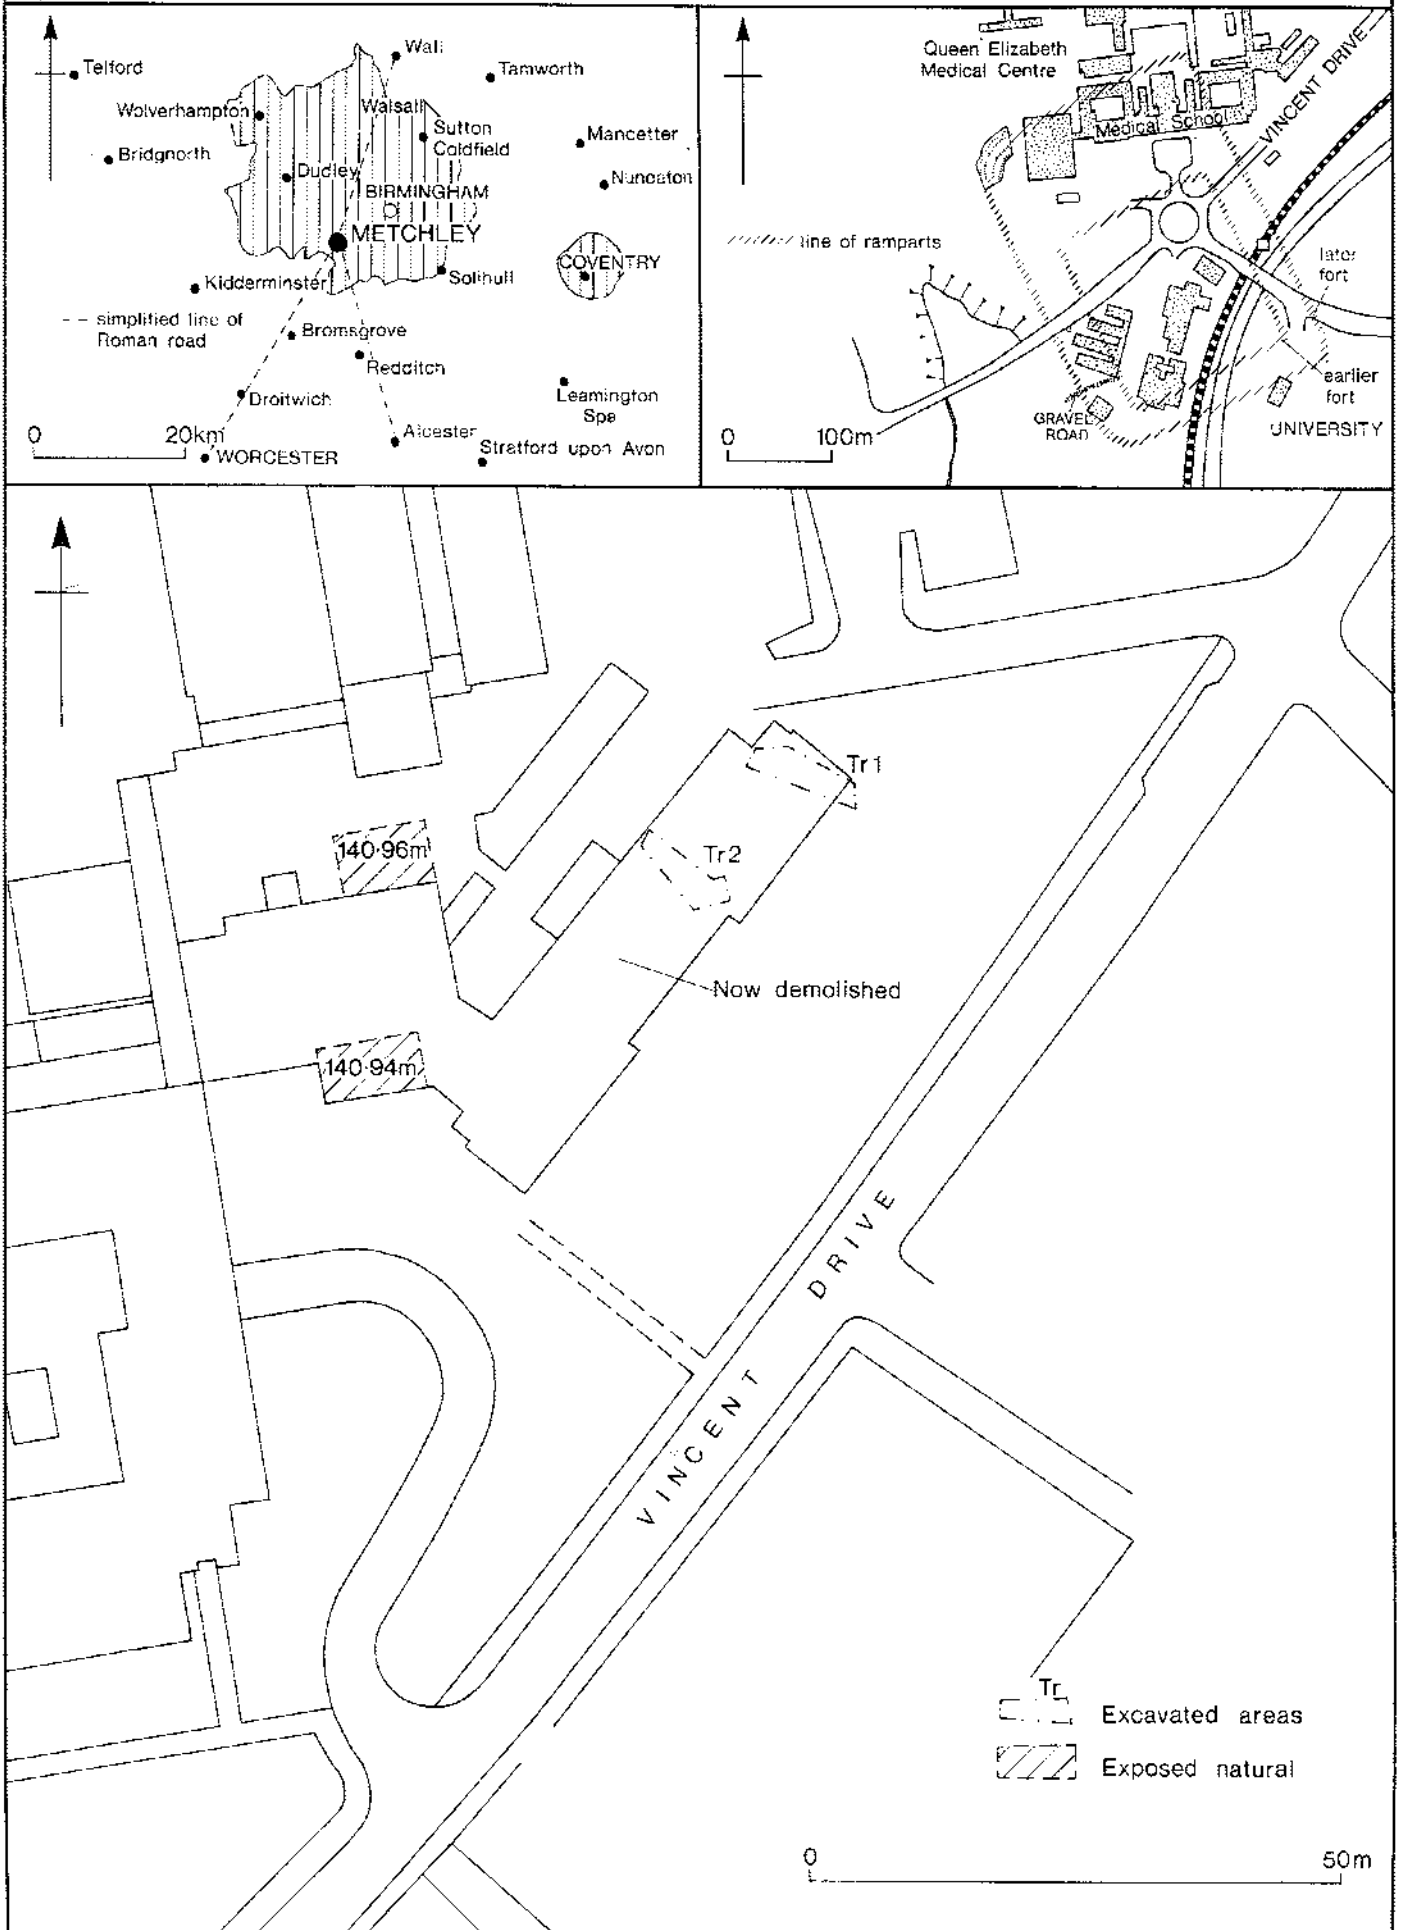 Wall
Telford
Tamworth
Wolverhampton
Walsall
Sutton
Coldfield
Mancetter
Bridgnorth
Dudley
Nuneaton
BIRMINGHAM
METCHLEY
COVENTRY
Kidderminster
Solihull
simplified line of
Roman road
Bromsgrove
Redditch
Droitwich
Leamington
Spa
0 20km
Alcester
WORCESTER
Stratford upon Avon
Queen Elizabeth
Medical Centre
VINCENT DRIVE
Medical School
line of ramparts
later
fort
earlier
fort
GRAVEL
ROAD
0 100m
UNIVERSITY
Tr1
140·96m
Tr2
Now demolished
140·94m
VINCENT DRIVE
Tr
Excavated areas
Exposed natural
0 50m